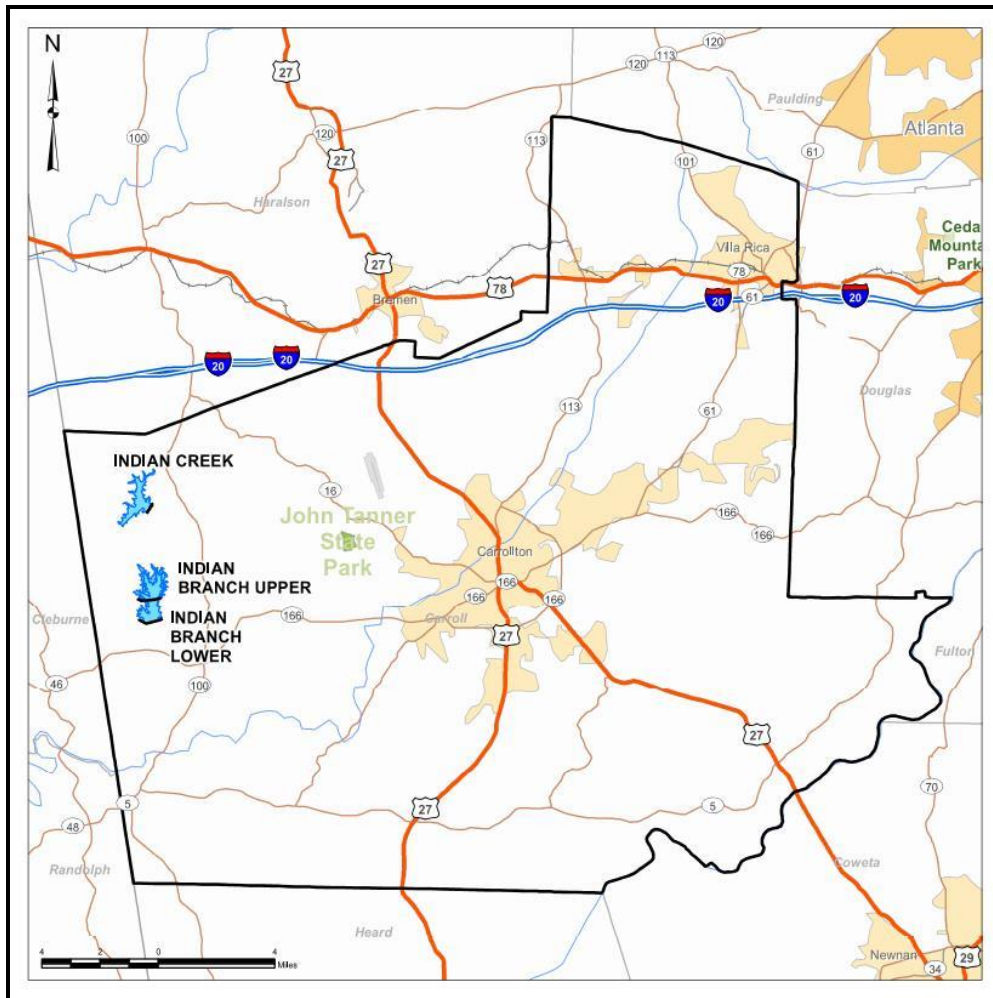 N
120
113
120
27
Paulding
Atlanta
100
120
113
61
27
101
Haralson
Ceda
Mounta
Park
Villa Rica
27
78
78
Bremen
61
20
20
20
20
Douglas
113
61
INDIAN CREEK
16
166
John Tanner
State
Park
166
Carrollton
INDIAN
BRANCH UPPER
166
166
166
INDIAN
BRANCH
LOWER
166
Carroll
Cleburne
27
Fulton
46
100
27
5
27
5
70
48
Randolph
Coweta
Heard
4 2 0 4
Miles
Newnan
29
34